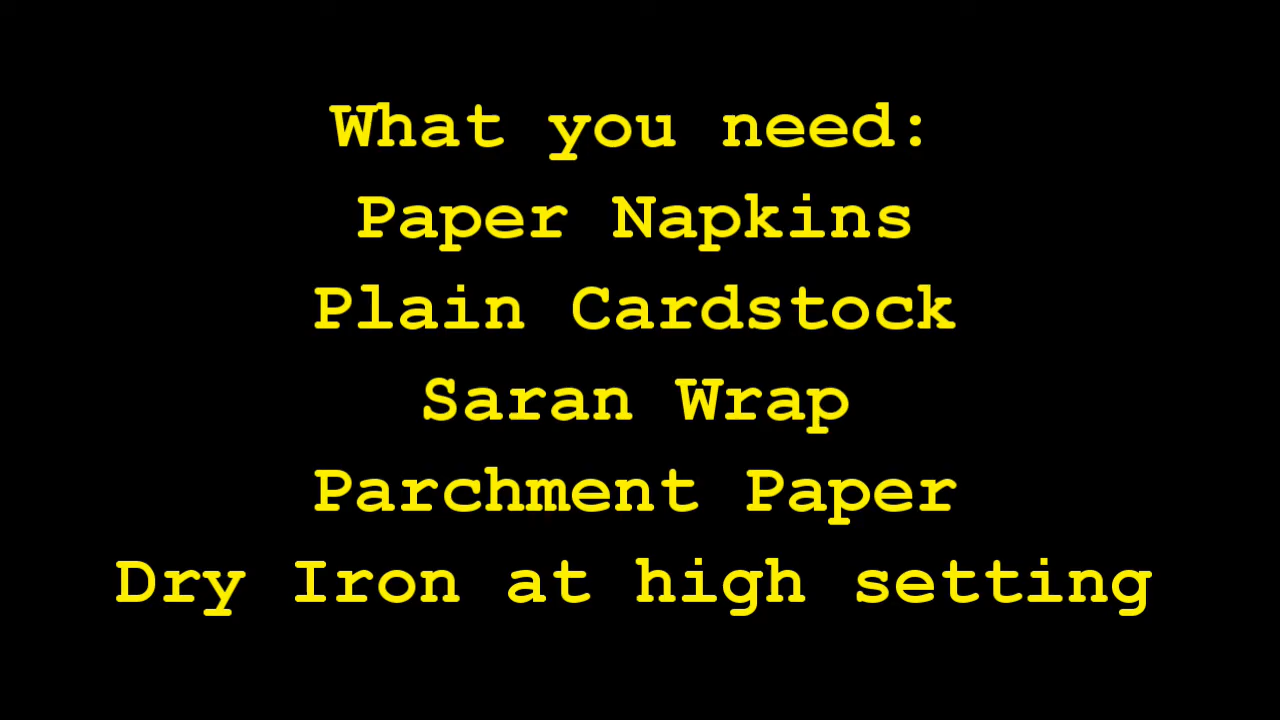 What you need:
Paper Napkins
Plain Cardstock
Saran Wrap
Parchment Paper
Dry Iron at high setting